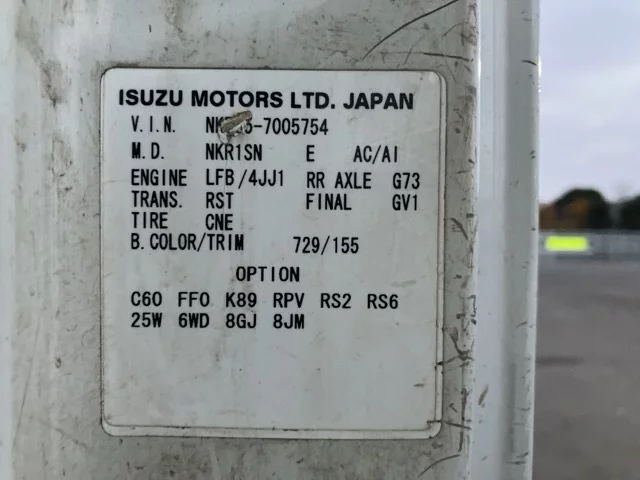 ISUZU MOTORS LTD. JAPAN
V.I.N.
M.D. NKR1SN E AC/AI
ENGINE LFB/4JJ1 RR AXLE G73
TRANS. RST FINAL GV1
TIRE CNE
B.COLOR/TRIM 729/155
OPTION
C60 FF0 K89 RPV RS2 RS6
25W 6WD 8GJ 8JM